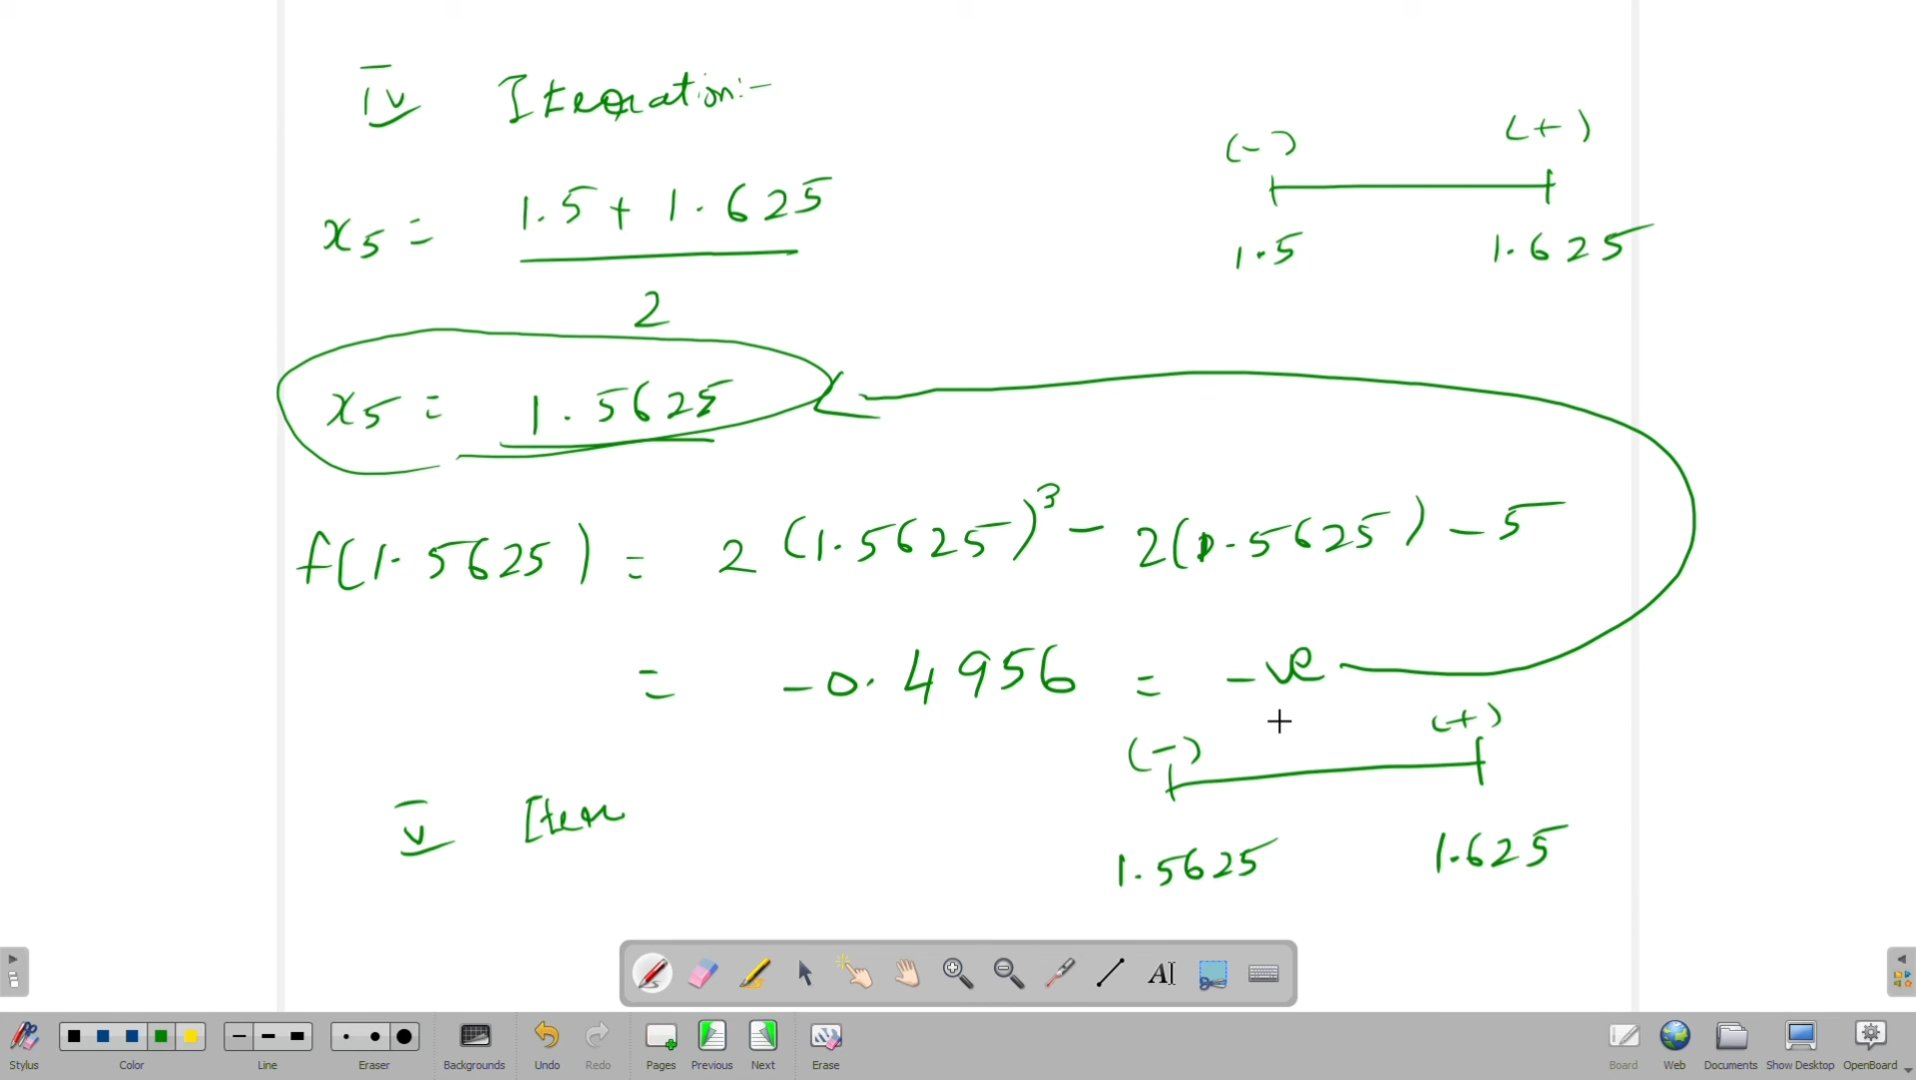 IV Iteration:-
(-) (+)
x5 = 1.5 + 1.625
1.5 1.625
2
x5 = 1.5625
f(1.5625) = 2(1.5625)³ - 2(1.5625) - 5
= -0.4956 = -ve
(-) (+)
V Iter
1.5625 1.625
AI
Stylus Color Line Eraser Backgrounds Undo Redo Pages Previous Next Erase Board Web Documents Show Desktop OpenBoard